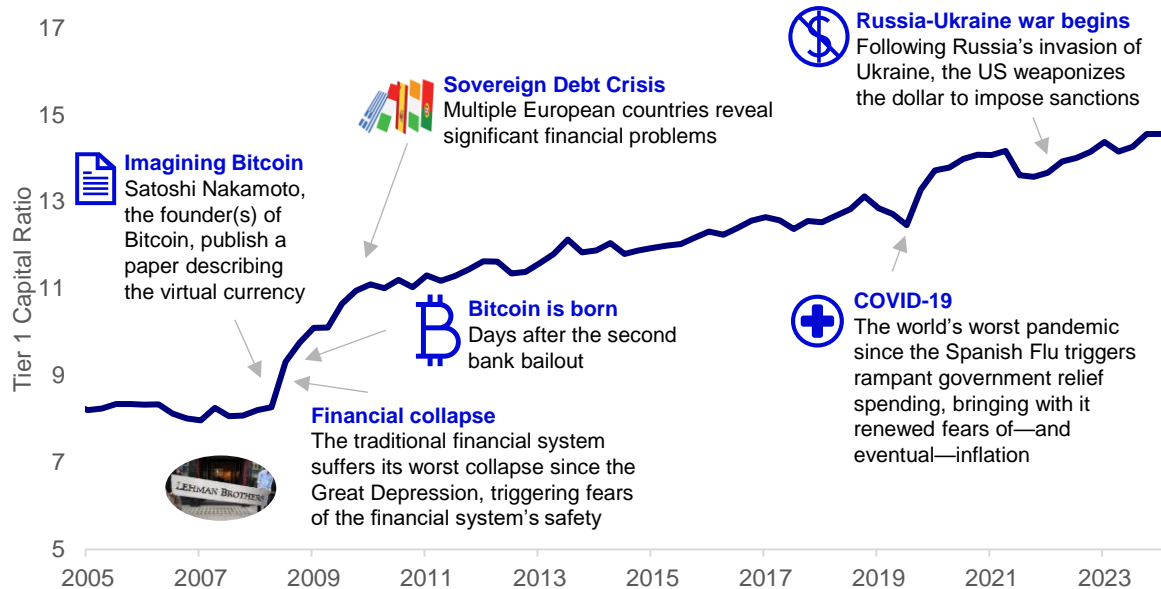 Tier 1 Capital Ratio
17
15
13
11
9
7
5
2005
2007
2009
2011
2013
2015
2017
2019
2021
2023
Imagining Bitcoin
Satoshi Nakamoto,
the founder(s) of
Bitcoin, publish a
paper describing
the virtual currency
Sovereign Debt Crisis
Multiple European countries reveal
significant financial problems
Bitcoin is born
Days after the second
bank bailout
Financial collapse
The traditional financial system
suffers its worst collapse since the
Great Depression, triggering fears
of the financial system's safety
LEHMAN BROTHERS
Russia-Ukraine war begins
Following Russia's invasion of
Ukraine, the US weaponizes
the dollar to impose sanctions
COVID-19
The world's worst pandemic
since the Spanish Flu triggers
rampant government relief
spending, bringing with it
renewed fears of—and
eventual—inflation